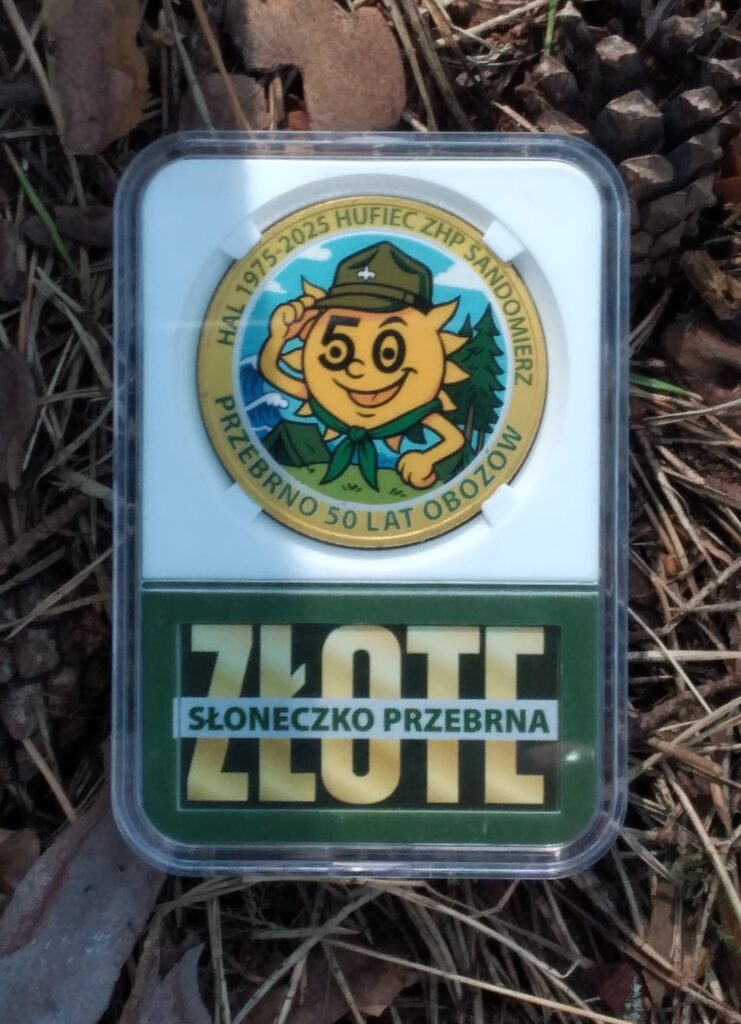 HAL 1975-2025 HUFIEC ZHP SANDOMIERZ
50
PRZEBRNO 50 LAT OBOZÓW
ZŁOTE
SŁONECZKO PRZEBRNA